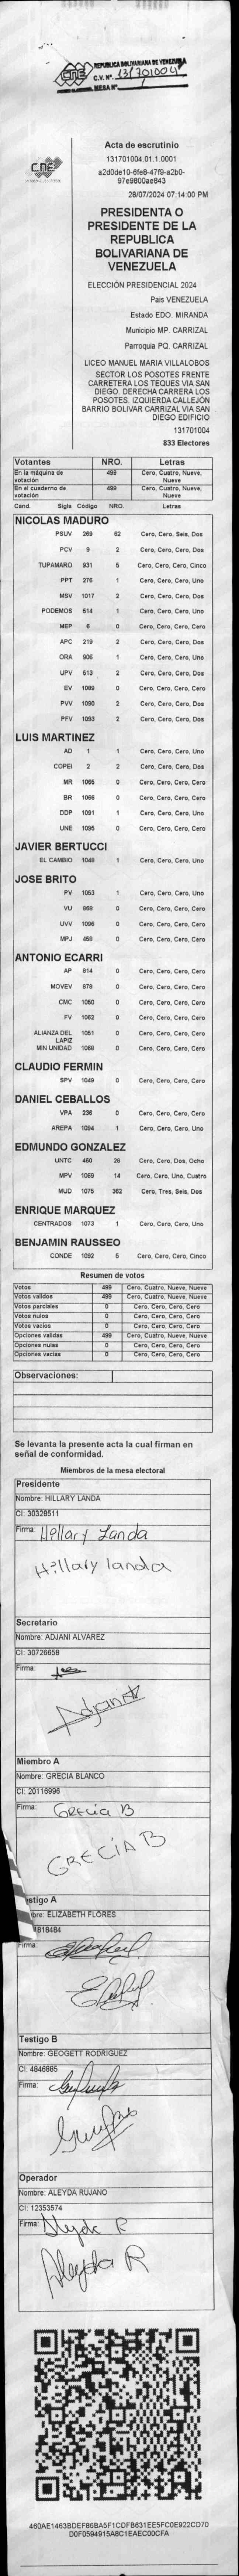 CNE
REPUBLICA BOLIVARIANA DE VENEZUELA
C.V. Nº. 131701004
MESA Nº. 1
CNE
Acta de escrutinio
131701004.01.1.0001
a2d0de10-6fe8-47f9-a2b0-
97e9800ae843
28/07/2024 07:14:00 PM
PRESIDENTA O
PRESIDENTE DE LA
REPUBLICA
BOLIVARIANA DE
VENEZUELA
ELECCIÓN PRESIDENCIAL 2024
Pais VENEZUELA
Estado EDO. MIRANDA
Municipio MP. CARRIZAL
Parroquia PQ. CARRIZAL
LICEO MANUEL MARIA VILLALOBOS
SECTOR LOS POSOTES FRENTE
CARRETERA LOS TEQUES VIA SAN
DIEGO. DERECHA CARRERA LOS
POSOTES. IZQUIERDA CALLEJÓN
BARRIO BOLIVAR CARRIZAL VIA SAN
DIEGO EDIFICIO
131701004
833 Electores
Votantes NRO. Letras
En la máquina de votación 499 Cero, Cuatro, Nueve, Nueve
En el cuaderno de votación 499 Cero, Cuatro, Nueve, Nueve
Cand. Sigla Código NRO. Letras
NICOLAS MADURO
PSUV 259 62 Cero, Cero, Seis, Dos
PCV 9 2 Cero, Cero, Cero, Dos
TUPAMARO 931 5 Cero, Cero, Cero, Cinco
PPT 276 1 Cero, Cero, Cero, Uno
MSV 1017 2 Cero, Cero, Cero, Dos
PODEMOS 514 1 Cero, Cero, Cero, Uno
MEP 6 0 Cero, Cero, Cero, Cero
APC 219 2 Cero, Cero, Cero, Dos
ORA 906 1 Cero, Cero, Cero, Uno
UPV 513 2 Cero, Cero, Cero, Dos
EV 1089 0 Cero, Cero, Cero, Cero
PVV 1090 2 Cero, Cero, Cero, Dos
PFV 1093 2 Cero, Cero, Cero, Dos
LUIS MARTINEZ
AD 1 1 Cero, Cero, Cero, Uno
COPEI 2 2 Cero, Cero, Cero, Dos
MR 1065 0 Cero, Cero, Cero, Cero
BR 1066 0 Cero, Cero, Cero, Cero
DDP 1091 1 Cero, Cero, Cero, Uno
UNE 1095 0 Cero, Cero, Cero, Cero
JAVIER BERTUCCI
EL CAMBIO 1048 1 Cero, Cero, Cero, Uno
JOSE BRITO
PV 1053 1 Cero, Cero, Cero, Uno
VU 969 0 Cero, Cero, Cero, Cero
UVV 1096 0 Cero, Cero, Cero, Cero
MPJ 458 0 Cero, Cero, Cero, Cero
ANTONIO ECARRI
AP 814 0 Cero, Cero, Cero, Cero
MOVEV 878 0 Cero, Cero, Cero, Cero
CMC 1050 0 Cero, Cero, Cero, Cero
FV 1062 0 Cero, Cero, Cero, Cero
ALIANZA DEL LAPIZ 1051 0 Cero, Cero, Cero, Cero
MIN UNIDAD 1068 0 Cero, Cero, Cero, Cero
CLAUDIO FERMIN
SPV 1049 0 Cero, Cero, Cero, Cero
DANIEL CEBALLOS
VPA 236 0 Cero, Cero, Cero, Cero
AREPA 1094 1 Cero, Cero, Cero, Uno
EDMUNDO GONZALEZ
UNTC 460 28 Cero, Cero, Dos, Ocho
MPV 1069 14 Cero, Cero, Uno, Cuatro
MUD 1075 362 Cero, Tres, Seis, Dos
ENRIQUE MARQUEZ
CENTRADOS 1073 1 Cero, Cero, Cero, Uno
BENJAMIN RAUSSEO
CONDE 1092 5 Cero, Cero, Cero, Cinco
Resumen de votos
Votos 499 Cero, Cuatro, Nueve, Nueve
Votos validos 499 Cero, Cuatro, Nueve, Nueve
Votos parciales 0 Cero, Cero, Cero, Cero
Votos nulos 0 Cero, Cero, Cero, Cero
Votos vacios 0 Cero, Cero, Cero, Cero
Opciones validas 499 Cero, Cuatro, Nueve, Nueve
Opciones nulas 0 Cero, Cero, Cero, Cero
Opciones vacias 0 Cero, Cero, Cero, Cero
Observaciones:
Se levanta la presente acta la cual firman en
señal de conformidad.
Miembros de la mesa electoral
Presidente
Nombre: HILLARY LANDA
CI: 30328511
Firma: Hillary Landa
Hillary landa
Secretario
Nombre: ADJANI ALVAREZ
CI: 30726658
Firma:
Adjani A
Miembro A
Nombre: GRECIA BLANCO
CI: 20116996
Firma: Grecia B
GRECIA B
stigo A
bre: ELIZABETH FLORES
818484
Firma:
Testigo B
Nombre: GEOGETT RODRIGUEZ
CI: 4846885
Firma:
Operador
Nombre: ALEYDA RUJANO
CI: 12353574
Firma: Aleyda R
Aleyda R
460AE1463BDEF86BA5F1CDFB631EE5FC0E922CD70
D0F0594915A8C1EAEC00CFA